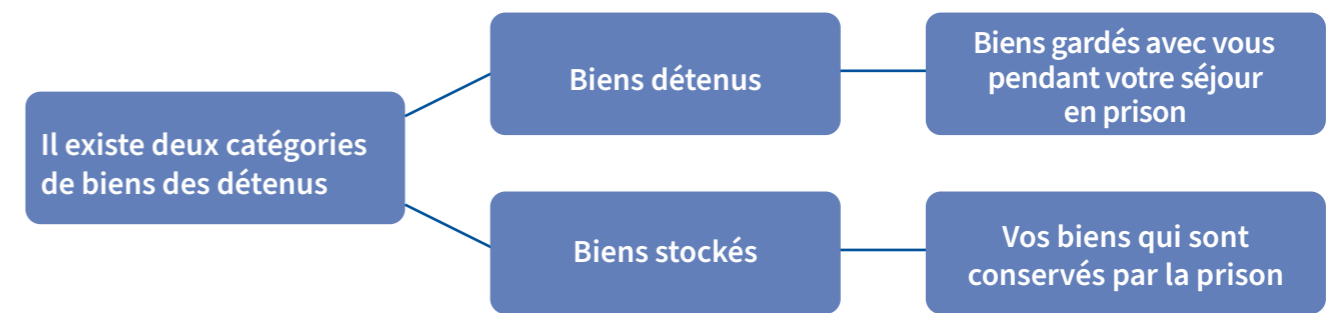 Il existe deux catégories
de biens des détenus
Biens détenus
Biens gardés avec vous
pendant votre séjour
en prison
Biens stockés
Vos biens qui sont
conservés par la prison